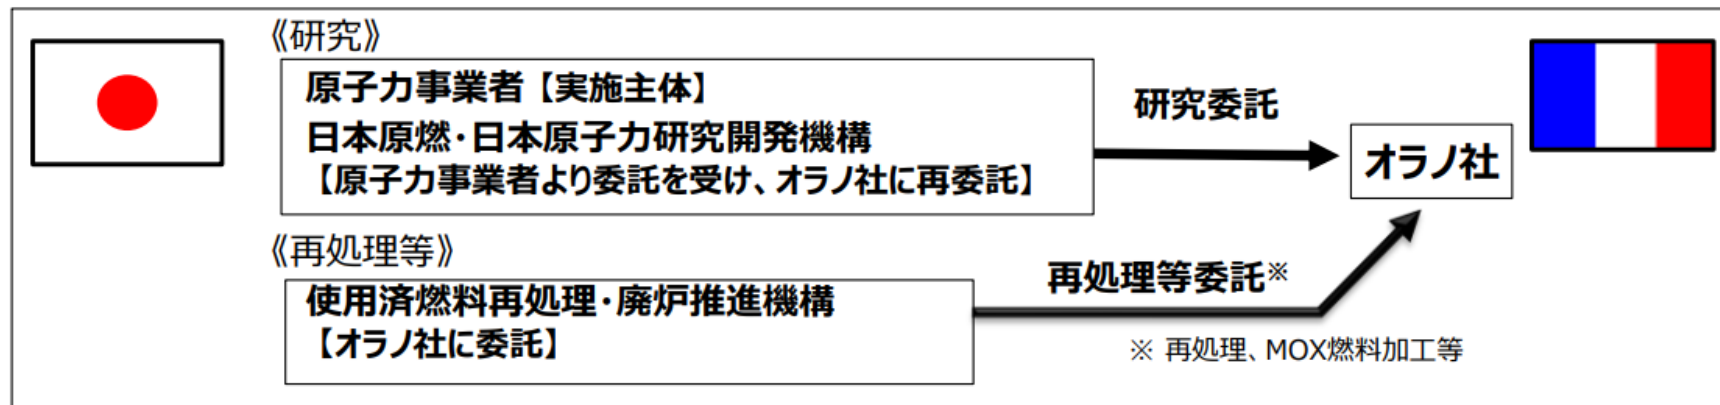 《研究》
原子力事業者【実施主体】
日本原燃・日本原子力研究開発機構
【原子力事業者より委託を受け、オラノ社に再委託】
研究委託
オラノ社
《再処理等》
使用済燃料再処理・廃炉推進機構
【オラノ社に委託】
再処理等委託※
※ 再処理、MOX燃料加工等